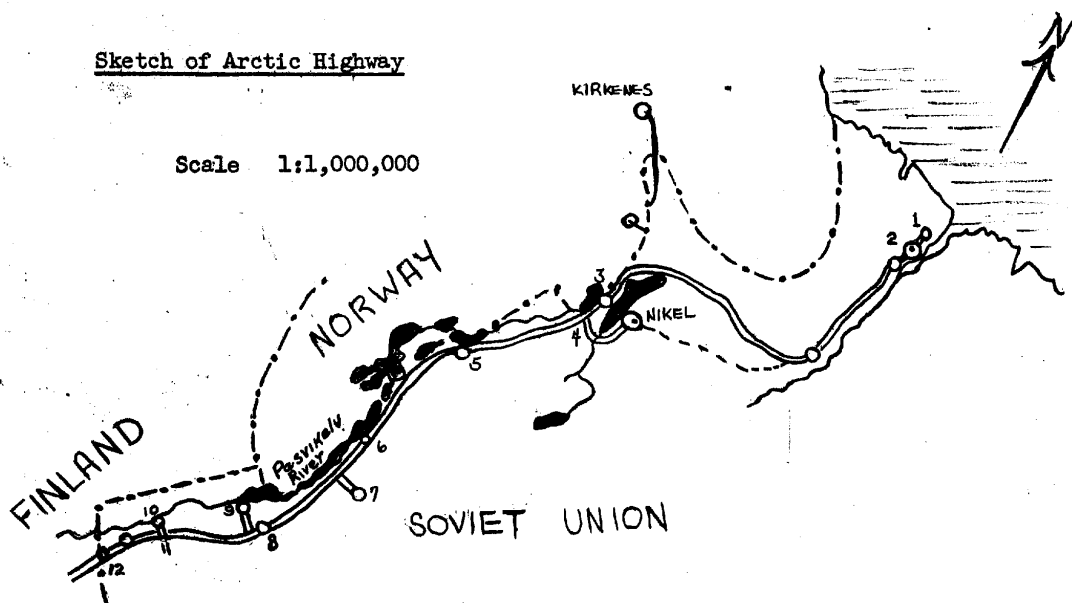 Sketch of Arctic Highway
N
KIRKENES
Scale 1:1,000,000
1
2
NORWAY
3
NIKEL
4
5
FINLAND
Pasvikelv
River
6
7
SOVIET UNION
10
9
8
12